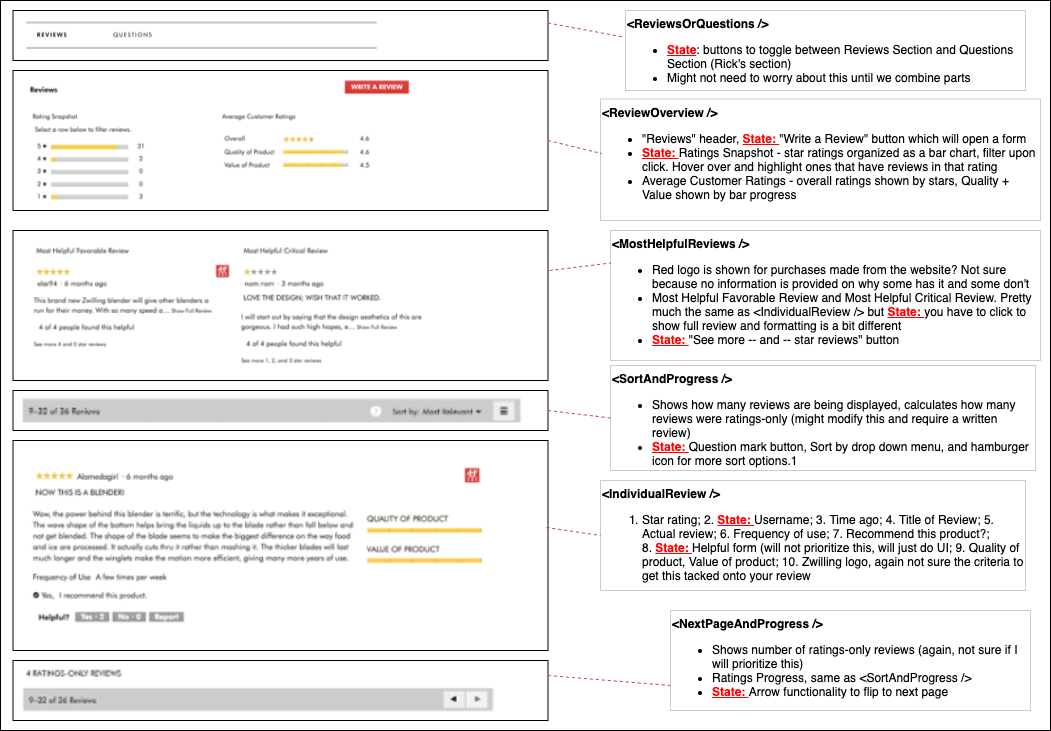 REVIEWS QUESTIONS
<ReviewsOrQuestions />
State: buttons to toggle between Reviews Section and Questions
Section (Rick's section)
Might not need to worry about this until we combine parts
Reviews
WRITE A REVIEW
Rating Snapshot
Select a row below to filter reviews.
5★ 31
4★ 2
3★ 0
2★ 0
1★ 3
Average Customer Ratings
Overall ★★★★★ 4.6
Quality of Product 4.6
Value of Product 4.5
<ReviewOverview />
"Reviews" header, State: "Write a Review" button which will open a form
State: Ratings Snapshot - star ratings organized as a bar chart, filter upon
click. Hover over and highlight ones that have reviews in that rating
Average Customer Ratings - overall ratings shown by stars, Quality +
Value shown by bar progress
Most Helpful Favorable Review
★★★★★
star94 · 6 months ago
This brand new Zwilling blender will give other blenders a
run for their money. With so many speed a... Show Full Review
4 of 4 people found this helpful
See more 4 and 5 star reviews
Most Helpful Critical Review
★★★★★
nom nom · 3 months ago
LOVE THE DESIGN; WISH THAT IT WORKED.
I will start out by saying that the design aesthetics of this are
gorgeous. I had such high hopes, e... Show Full Review
4 of 4 people found this helpful
See more 1, 2, and 3 star reviews
<MostHelpfulReviews />
Red logo is shown for purchases made from the website? Not sure
because no information is provided on why some has it and some don't
Most Helpful Favorable Review and Most Helpful Critical Review. Pretty
much the same as <IndividualReview /> but State: you have to click to
show full review and formatting is a bit different
State: "See more -- and -- star reviews" button
9–32 of 36 Reviews
? Sort by: Most Relevant ▼ ≡
<SortAndProgress />
Shows how many reviews are being displayed, calculates how many
reviews were ratings-only (might modify this and require a written
review)
State: Question mark button, Sort by drop down menu, and hamburger
icon for more sort options.1
★★★★★ Alamedagirl · 6 months ago
NOW THIS IS A BLENDER!
Wow, the power behind this blender is terrific, but the technology is what makes it exceptional.
The wave shape of the bottom helps bring the liquids up to the blade rather than fall below and
not get blended. The shape of the blade seems to make the biggest difference on the way food
and ice are processed. It actually cuts thru it rather than mashing it. The thicker blades will last
much longer and the winglets make the motion more efficient, giving many more years of use.
Frequency of Use A few times per week
Yes, I recommend this product.
Helpful? Yes · 2 No · 0 Report
QUALITY OF PRODUCT
VALUE OF PRODUCT
<IndividualReview />
1. Star rating; 2. State: Username; 3. Time ago; 4. Title of Review; 5.
Actual review; 6. Frequency of use; 7. Recommend this product?;
8. State: Helpful form (will not prioritize this, will just do UI; 9. Quality of
product, Value of product; 10. Zwilling logo, again not sure the criteria to
get this tacked onto your review
4 RATINGS-ONLY REVIEWS
9–32 of 36 Reviews
◄ ►
<NextPageAndProgress />
Shows number of ratings-only reviews (again, not sure if I
will prioritize this)
Ratings Progress, same as <SortAndProgress />
State: Arrow functionality to flip to next page